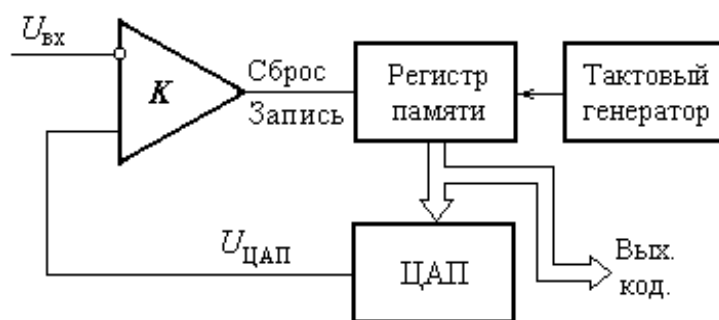 Uвх
K
Сброс
Запись
Регистр
памяти
Тактовый
генератор
UЦАП
ЦАП
Вых.
код.